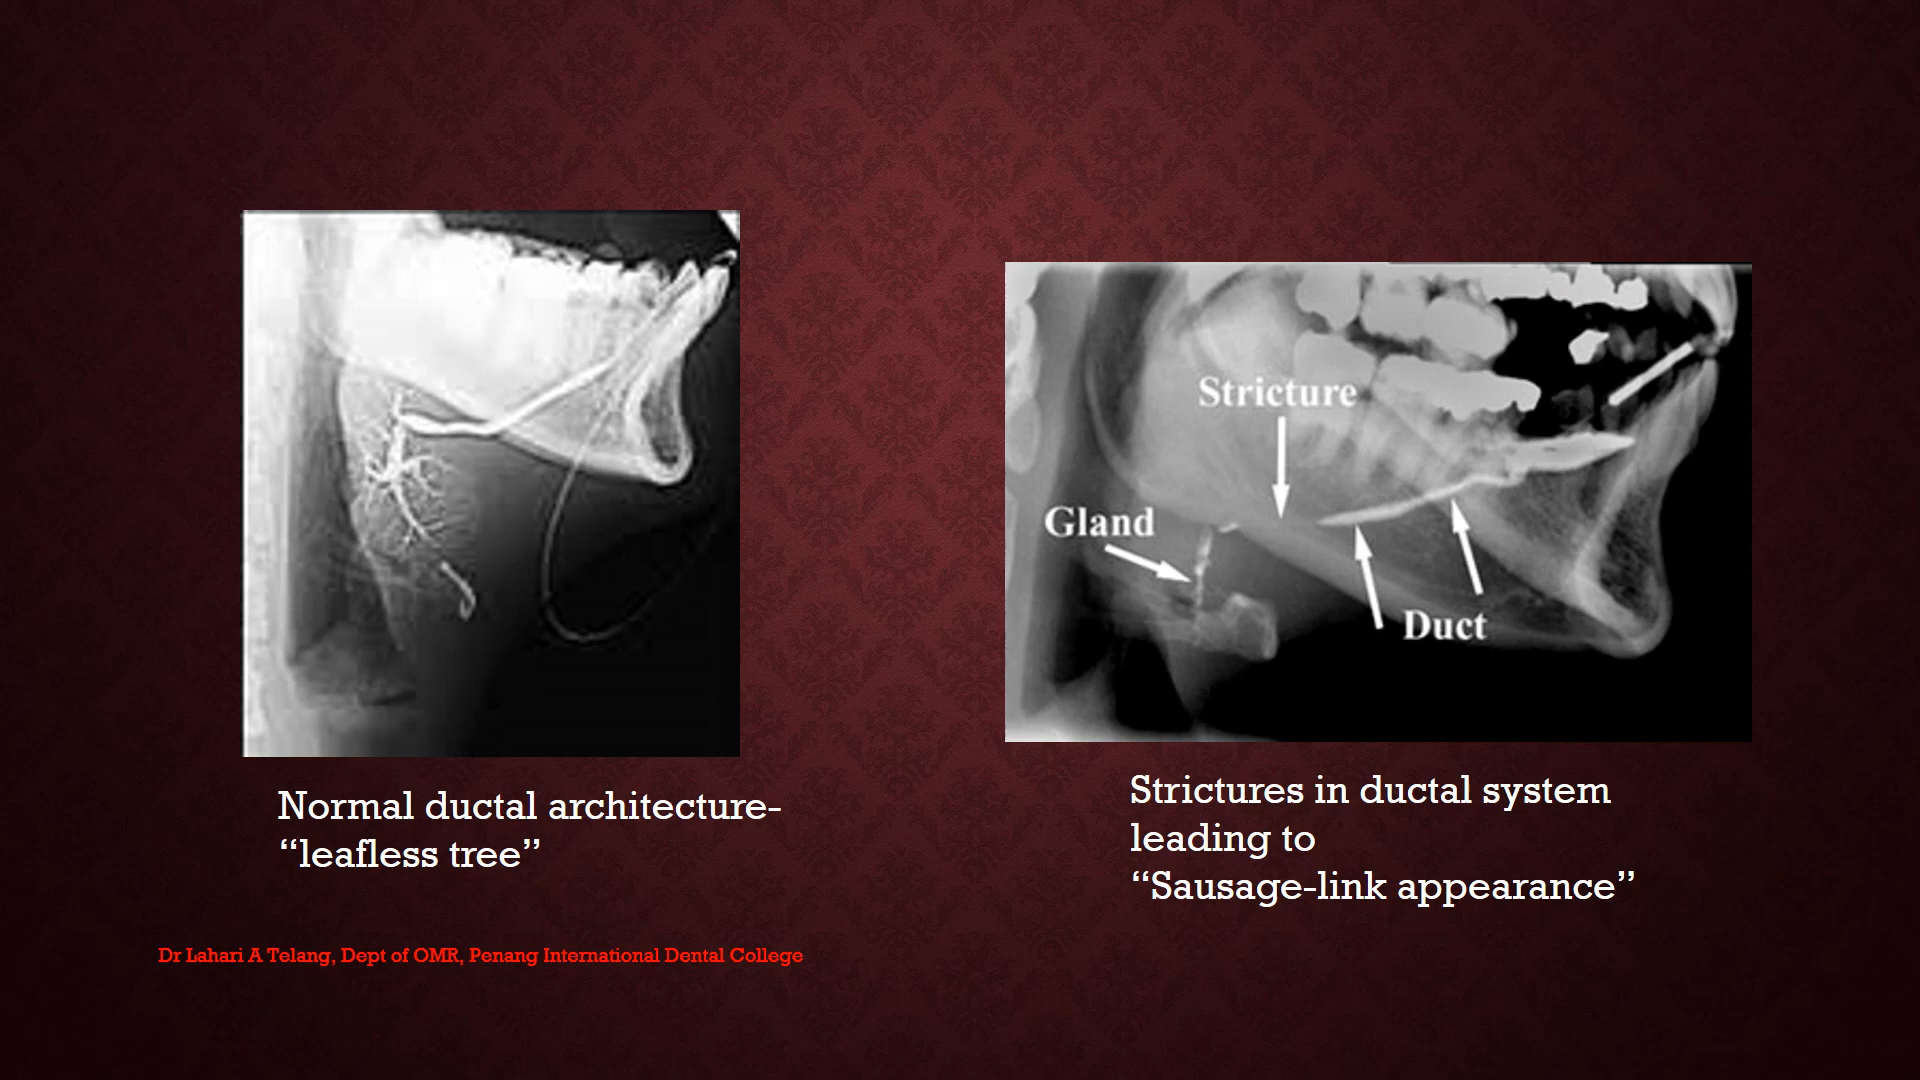 Stricture
Gland
Duct
Normal ductal architecture-
“leafless tree”
Strictures in ductal system
leading to
“Sausage-link appearance”
Dr Lahari A Telang, Dept of OMR, Penang International Dental College